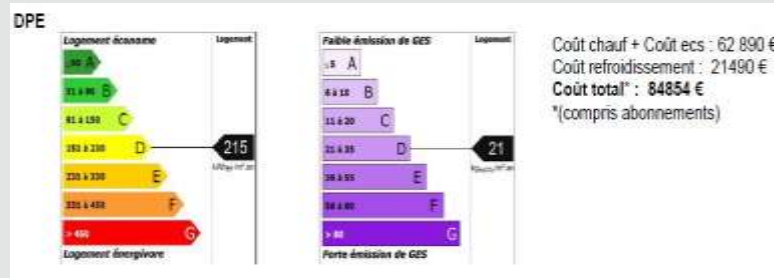 DPE
Logement économe
Logement
A
51 à 90 B
91 à 150 C
151 à 230 D
215
231 à 330 E
331 à 450 F
> 450 G
Logement énergivore
Faible émission de GES
Logement
≤5 A
6 à 10 B
11 à 20 C
21 à 35 D
21
36 à 55 E
56 à 80 F
> 80 G
Forte émission de GES
Coût chauf + Coût ecs : 62 890 €
Coût refroidissement : 21490 €
Coût total* : 84854 €
*(compris abonnements)